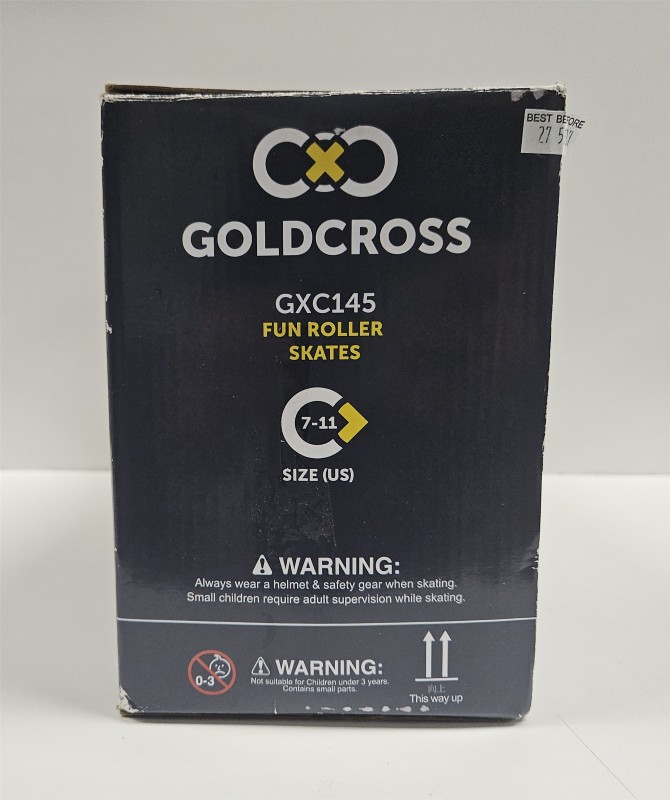 BEST BEFORE
GOLDCROSS
GXC145
FUN ROLLER
SKATES
7-11
SIZE (US)
WARNING:
Always wear a helmet & safety gear when skating.
Small children require adult supervision while skating.
0-3
WARNING:
Not suitable for Children under 3 years.
Contains small parts.
向上
This way up